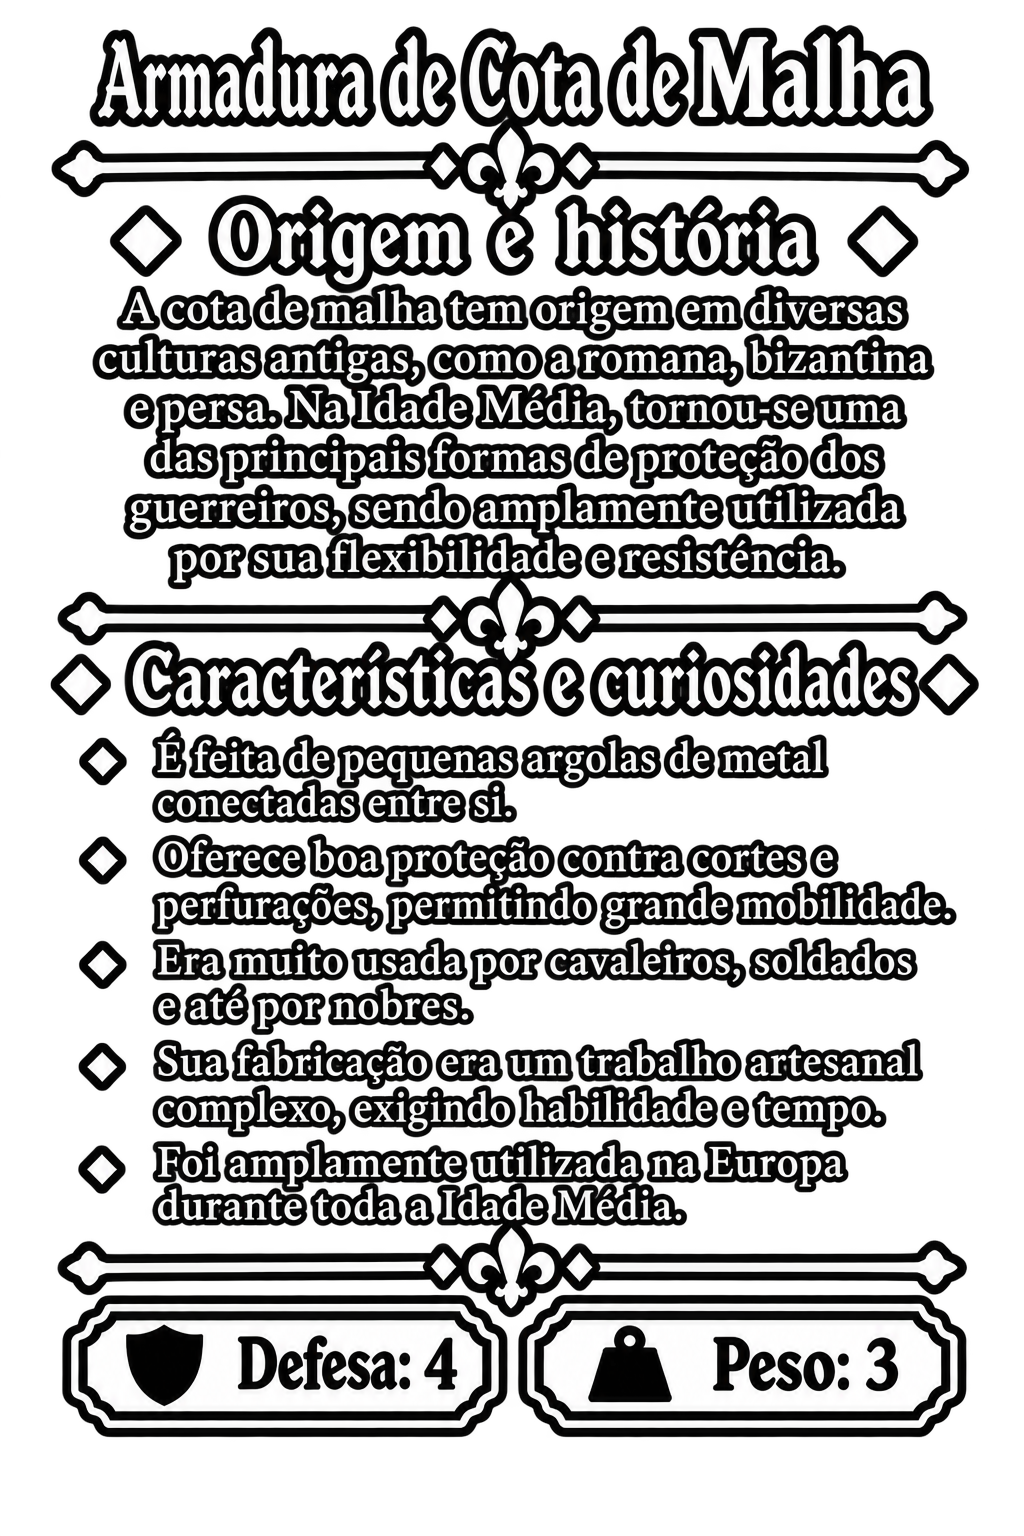 Armadura de Cota de Malha
Origem e história
A cota de malha tem origem em diversas
culturas antigas, como a romana, bizantina
e persa. Na Idade Média, tornou-se uma
das principais formas de proteção dos
guerreiros, sendo amplamente utilizada
por sua flexibilidade e resisténcia.
Características e curiosidades
É feita de pequenas argolas de metal
conectadas entre si.
Oferece boa proteção contra cortes e
perfurações, permitindo grande mobilidade.
Era muito usada por cavaleiros, soldados
e até por nobres.
Sua fabricação era um trabalho artesanal
complexo, exigindo habilidade e tempo.
Foi amplamente utilizada na Europa
durante toda a Idade Média.
Defesa: 4
Peso: 3